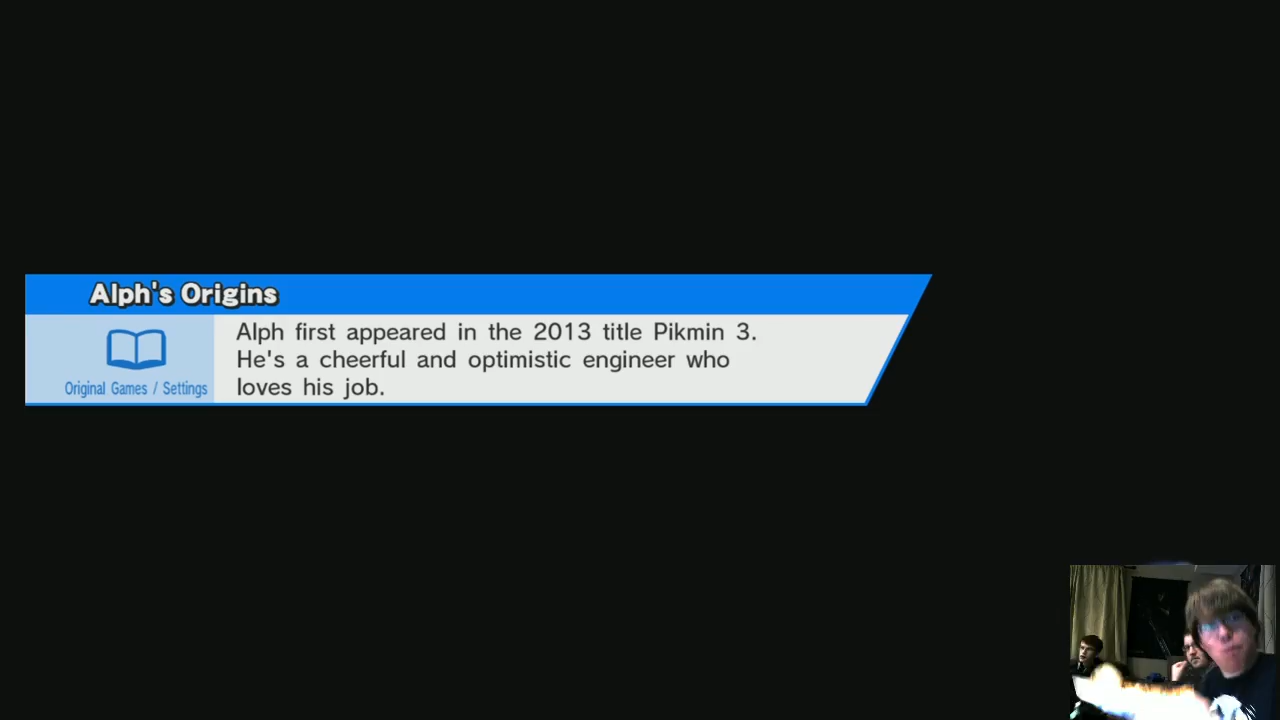 Alph's Origins
Original Games / Settings
Alph first appeared in the 2013 title Pikmin 3.
He's a cheerful and optimistic engineer who
loves his job.